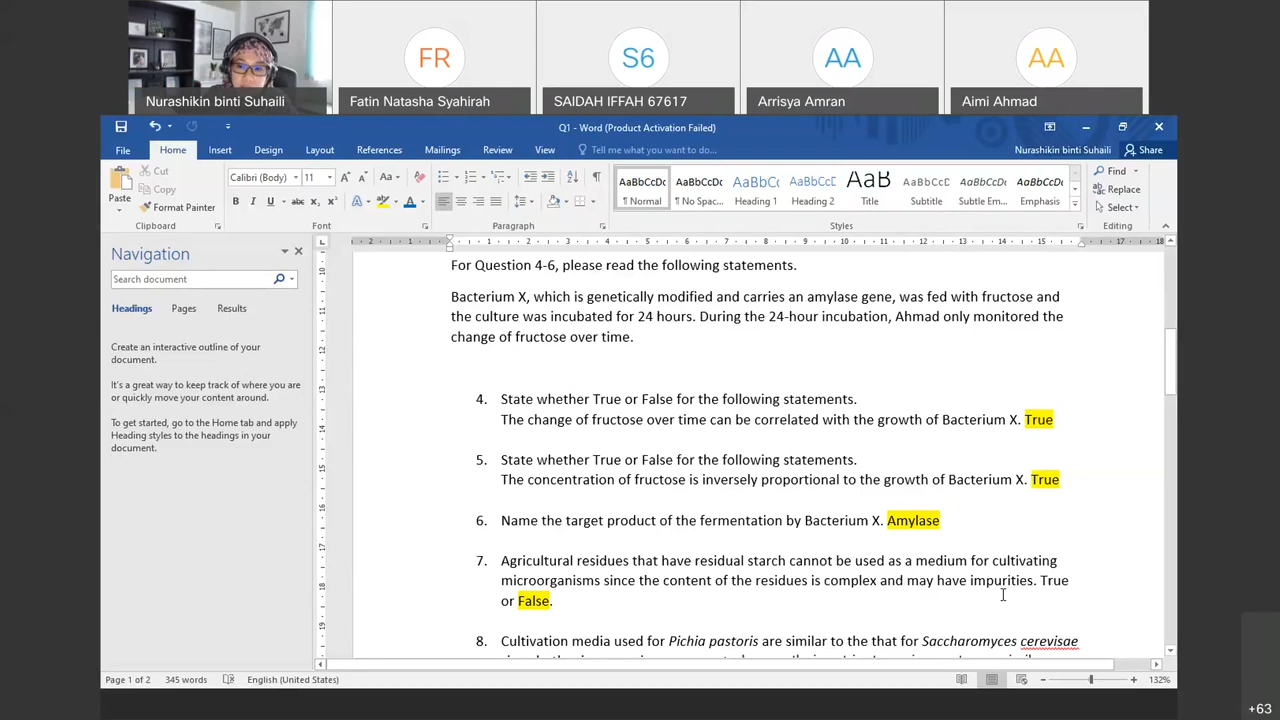 FR
S6
AA
AA
Nurashikin binti Suhaili
Fatin Natasha Syahirah
SAIDAH IFFAH 67617
Arrisya Amran
Aimi Ahmad
Q1 - Word (Product Activation Failed)
File Home Insert Design Layout References Mailings Review View Tell me what you want to do...
Nurashikin binti Suhaili Share
Paste
Cut
Copy
Format Painter
Clipboard
Calibri (Body) 11
Font
Paragraph
AaBbCcDc AaBbCcDc AaBbCc AaBbCcC AaB AaBbCcC AaBbCcDc AaBbCcDc
¶ Normal ¶ No Spac... Heading 1 Heading 2 Title Subtitle Subtle Em... Emphasis
Styles
Find
Replace
Select
Editing
Navigation
Search document
Headings Pages Results
Create an interactive outline of your
document.
It's a great way to keep track of where you are
or quickly move your content around.
To get started, go to the Home tab and apply
Heading styles to the headings in your
document.
For Question 4-6, please read the following statements.
Bacterium X, which is genetically modified and carries an amylase gene, was fed with fructose and
the culture was incubated for 24 hours. During the 24-hour incubation, Ahmad only monitored the
change of fructose over time.
4. State whether True or False for the following statements.
The change of fructose over time can be correlated with the growth of Bacterium X. True
5. State whether True or False for the following statements.
The concentration of fructose is inversely proportional to the growth of Bacterium X. True
6. Name the target product of the fermentation by Bacterium X. Amylase
7. Agricultural residues that have residual starch cannot be used as a medium for cultivating
microorganisms since the content of the residues is complex and may have impurities. True
or False.
8. Cultivation media used for Pichia pastoris are similar to the that for Saccharomyces cerevisae
Page 1 of 2 345 words English (United States)
132%
+63